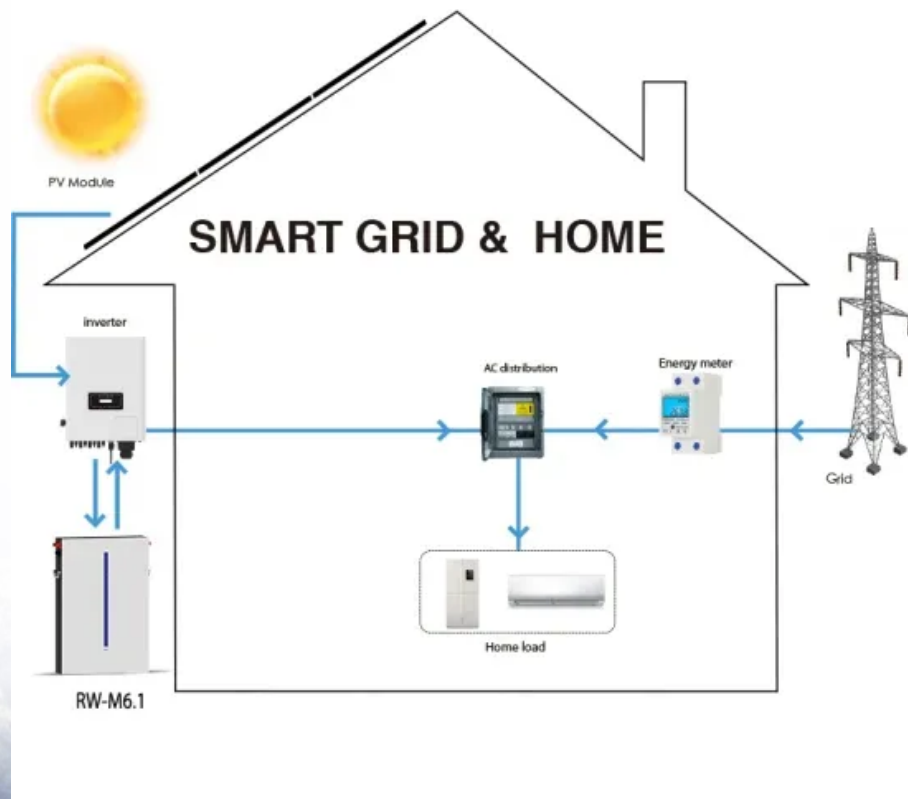 PV Module
SMART GRID & HOME
inverter
AC distribution
Energy meter
Grid
Home load
RW-M6.1